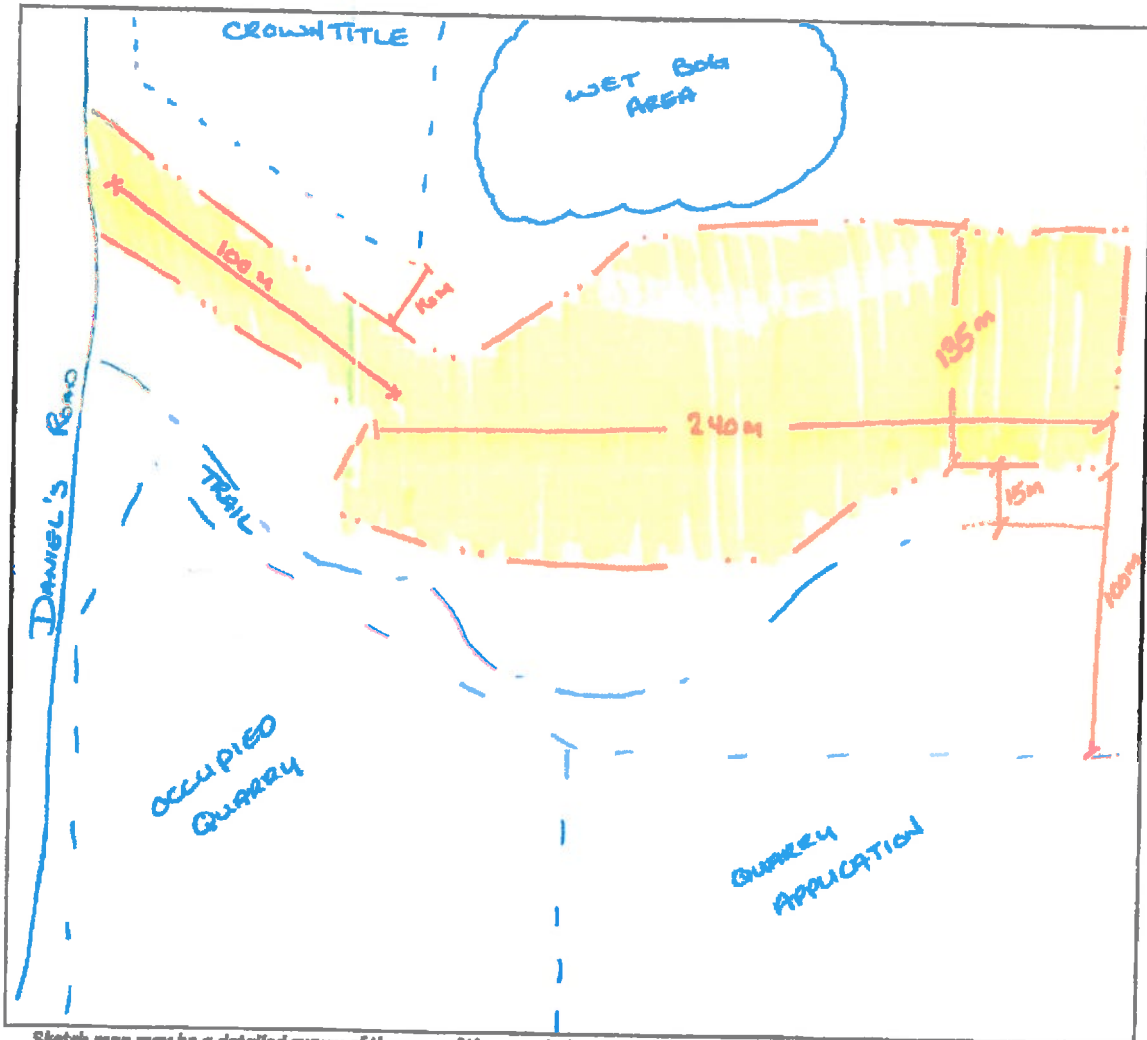 CROWN TITLE
WET BOG
AREA
100 M
135 M
240 M
DANIEL'S ROAD
TRAIL
15 M
100 M
OCCUPIED
QUARRY
QUARRY
APPLICATION